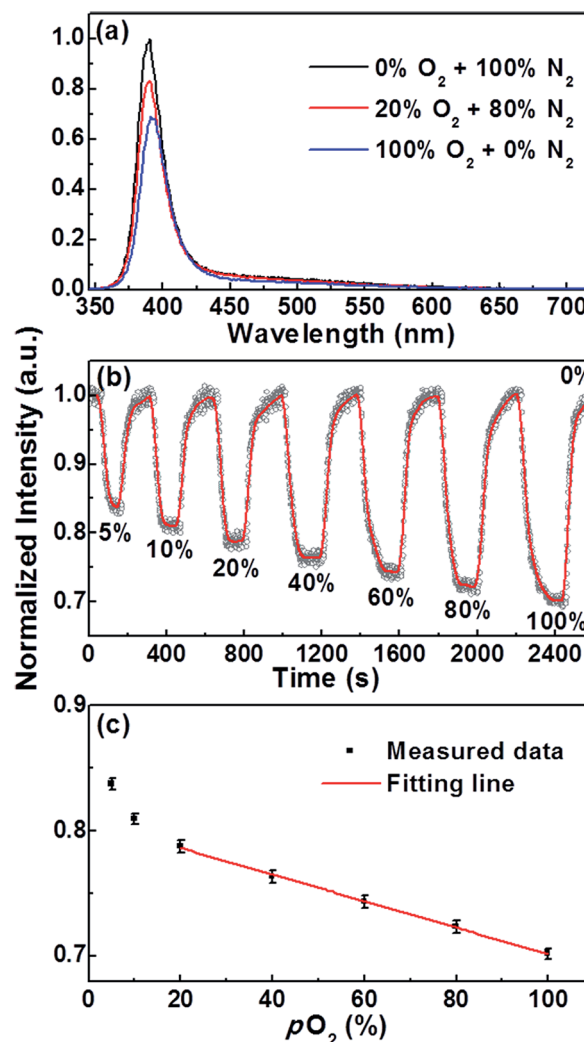 Normalized Intensity (a.u.)
(a)
0% O₂ + 100% N₂
20% O₂ + 80% N₂
100% O₂ + 0% N₂
1.0
0.8
0.6
0.4
0.2
0.0
345 400 450 500 550 600 650 700
Wavelength (nm)
(b)
0%
1.0
0.9
0.8
0.7
5%
10%
20%
40%
60%
80%
100%
0 400 800 1200 1600 2000 2400
Time (s)
(c)
Measured data
Fitting line
0.9
0.8
0.7
0 20 40 60 80 100
pO₂ (%)